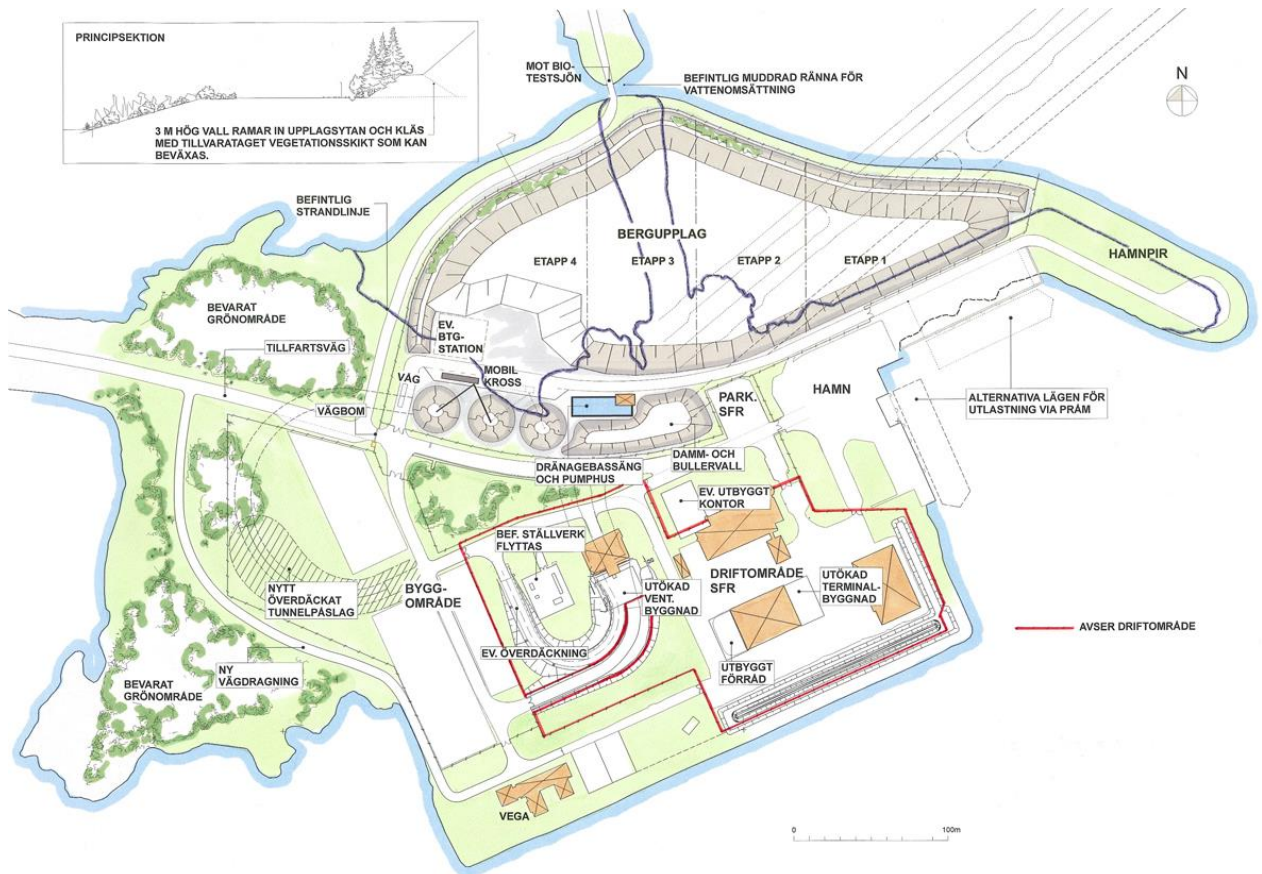 PRINCIPSEKTION
3 M HÖG VALL RAMAR IN UPPLAGSYTAN OCH KLÄS
MED TILLVARATAGET VEGETATIONSSKIKT SOM KAN
BEVÄXAS.
MOT BIO-
TESTSJÖN
BEFINTLIG MUDDRAD RÄNNA FÖR
VATTENOMSÄTTNING
N
BEFINTLIG
STRANDLINJE
BERGUPPLAG
ETAPP 4
ETAPP 3
ETAPP 2
ETAPP 1
HAMNPIR
BEVARAT
GRÖNOMRÅDE
EV.
BTG-
STATION
TILLFARTSVÄG
VÅG
MOBIL
KROSS
VÄGBOM
PARK.
SFR
HAMN
ALTERNATIVA LÄGEN FÖR
UTLASTNING VIA PRÅM
DRÄNAGEBASSÄNG
OCH PUMPHUS
DAMM- OCH
BULLERVALL
EV. UTBYGGT
KONTOR
BEF. STÄLLVERK
FLYTTAS
NYTT
ÖVERDÄCKAT
TUNNELPÅSLAG
BYGG-
OMRÅDE
UTÖKAD
VENT.
BYGGNAD
DRIFTOMRÅDE
SFR
UTÖKAD
TERMINAL-
BYGGNAD
AVSER DRIFTOMRÅDE
EV. ÖVERDÄCKNING
UTBYGGT
FÖRRÅD
BEVARAT
GRÖNOMRÅDE
NY
VÄGDRAGNING
VEGA
0
100m